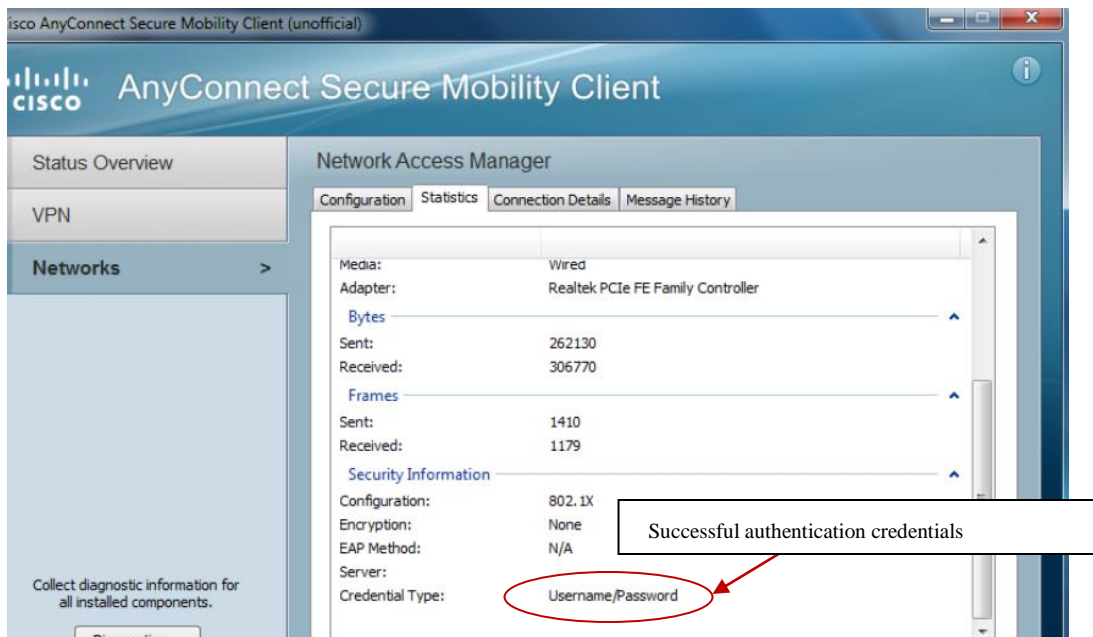 isco AnyConnect Secure Mobility Client (unofficial)
CISCO AnyConnect Secure Mobility Client
Status Overview
VPN
Networks >
Network Access Manager
Configuration Statistics Connection Details Message History
Media: Wired
Adapter: Realtek PCIe FE Family Controller
Bytes
Sent: 262130
Received: 306770
Frames
Sent: 1410
Received: 1179
Security Information
Configuration: 802.1X
Encryption: None
EAP Method: N/A
Server:
Credential Type: Username/Password
Successful authentication credentials
Collect diagnostic information for
all installed components.